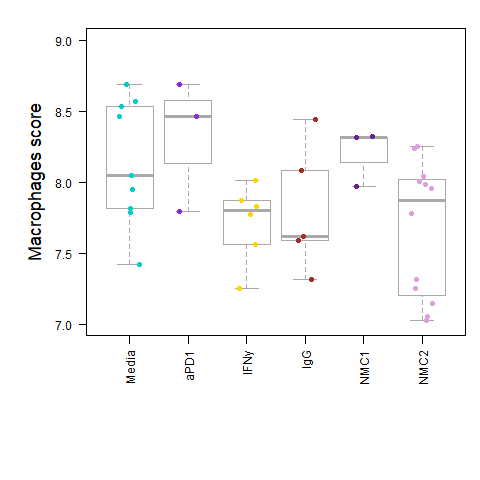 Macrophages score
9.0
8.5
8.0
7.5
7.0
Media
aPD1
IFNy
IgG
NMC1
NMC2